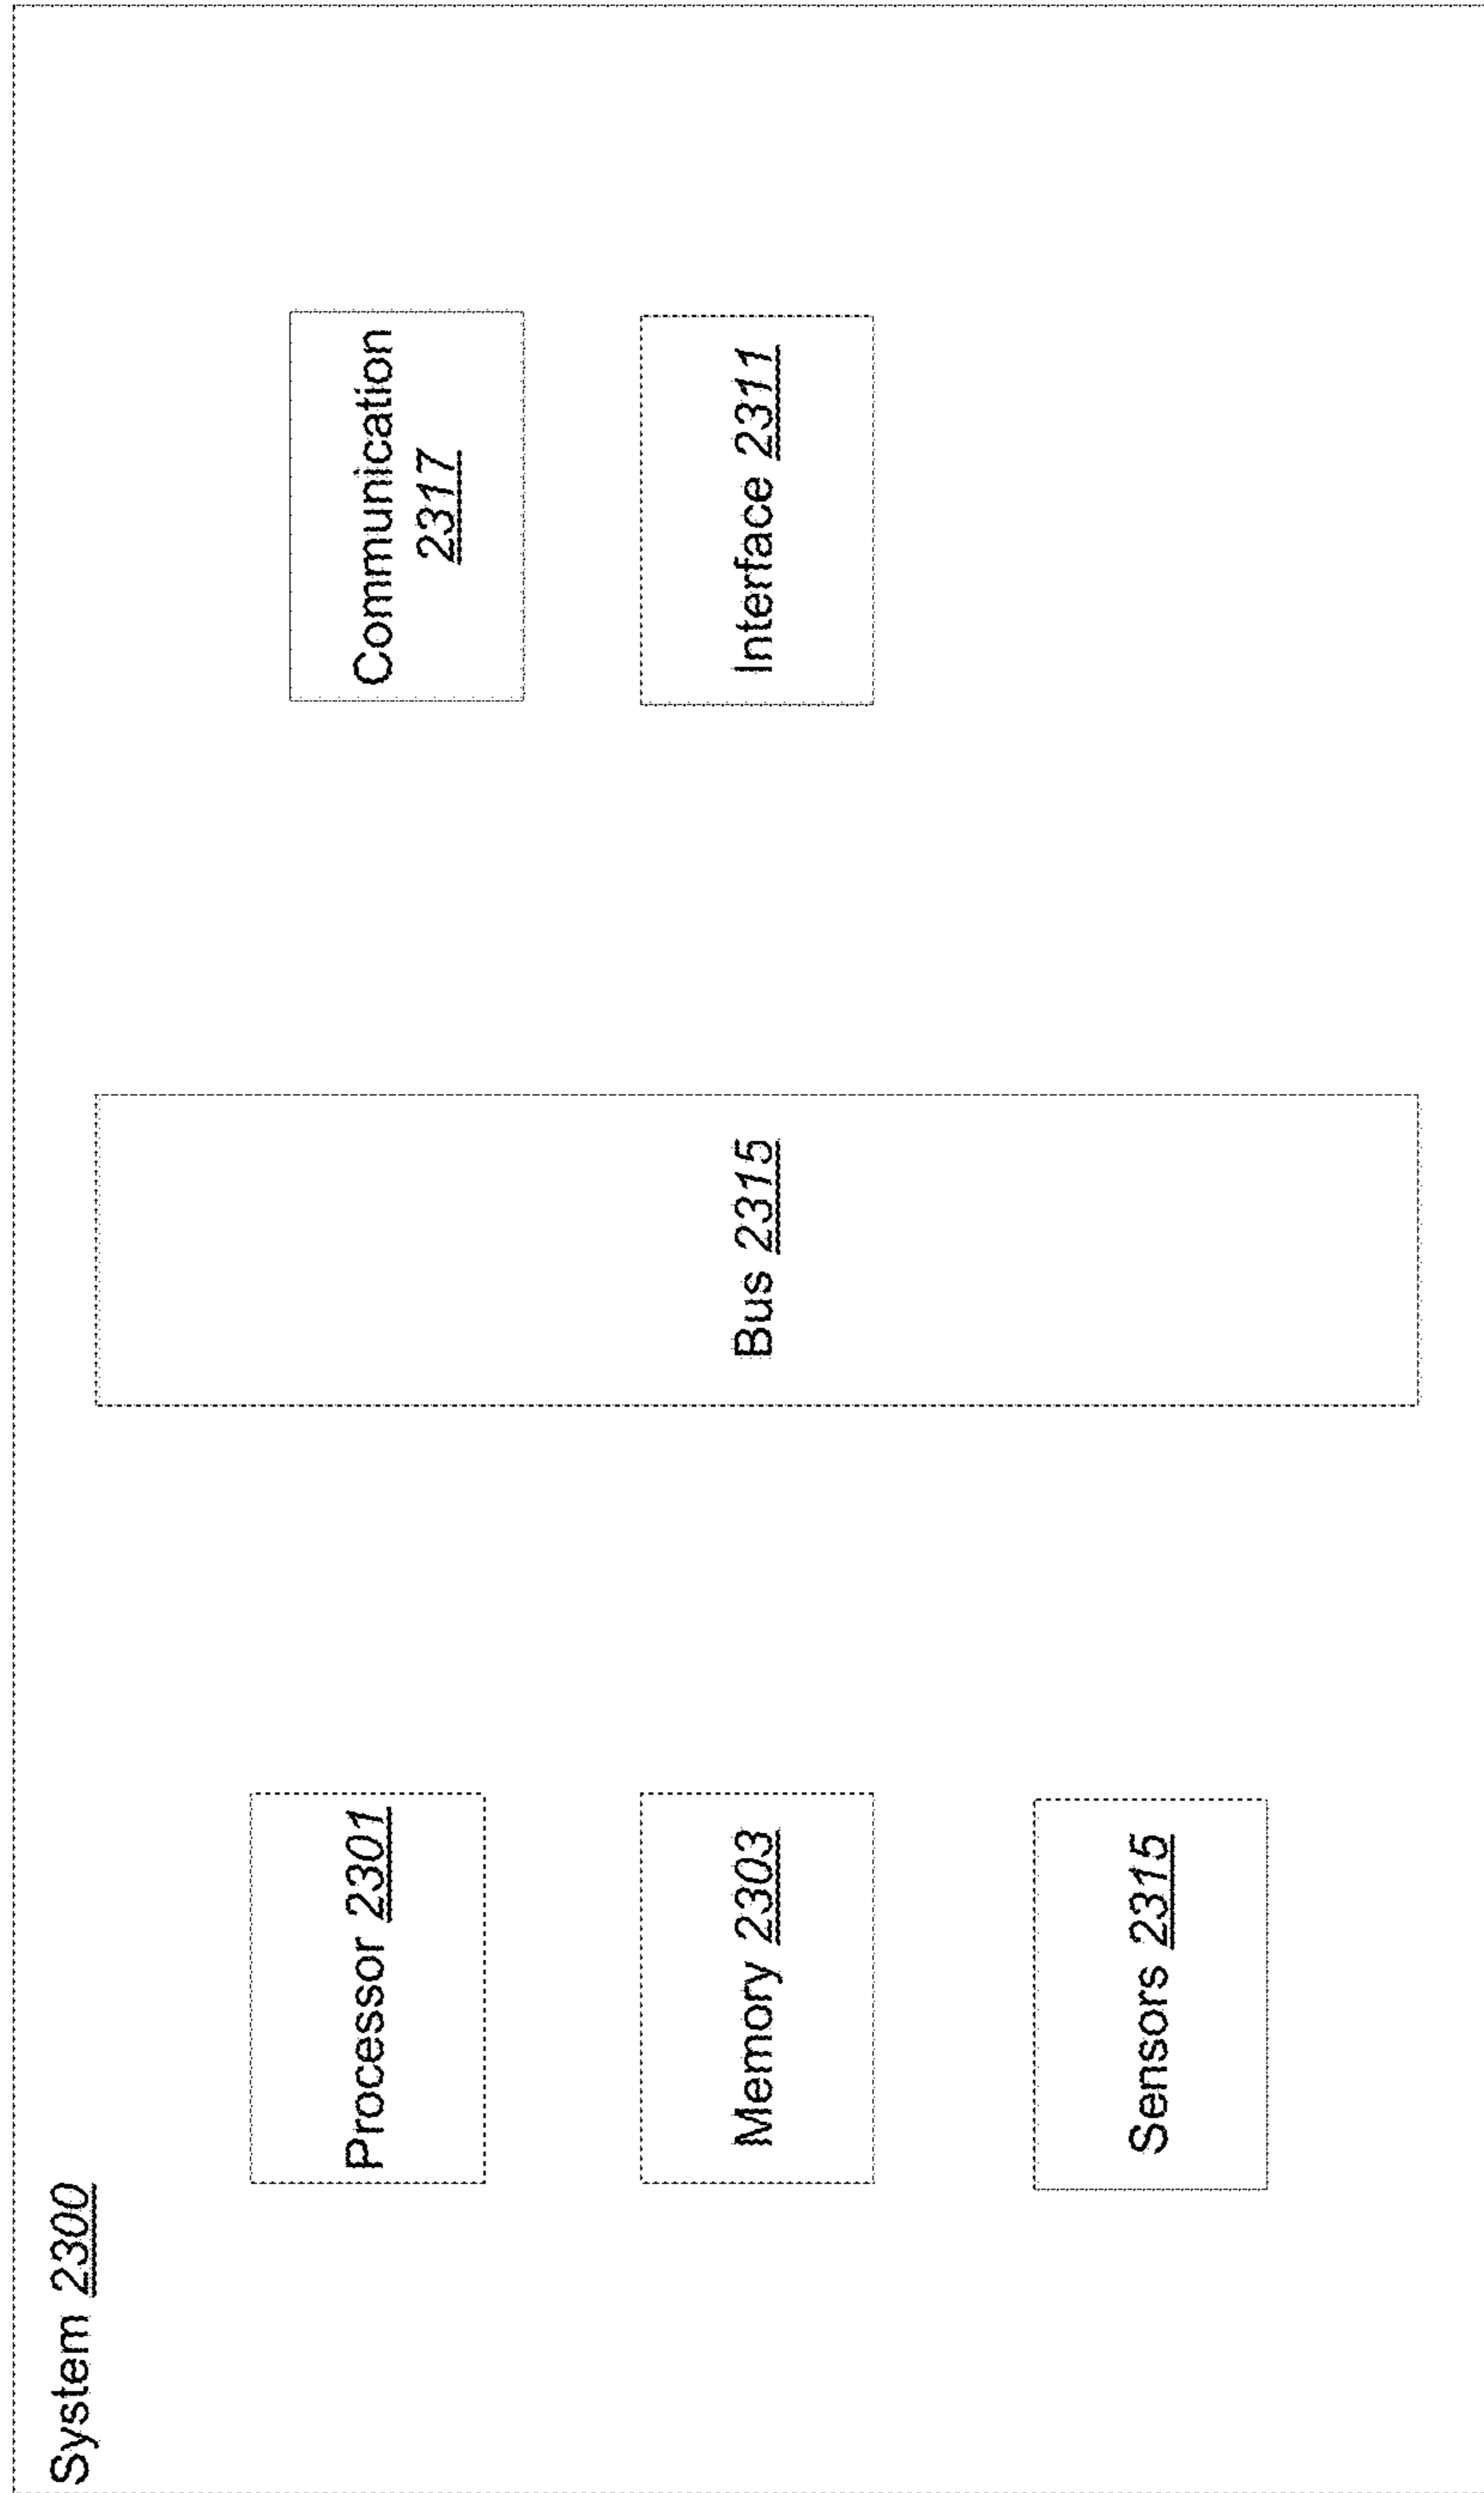 System 2300
Processor 2301
Memory 2303
Sensors 2315
Bus 2315
Communication
2317
Interface 2311